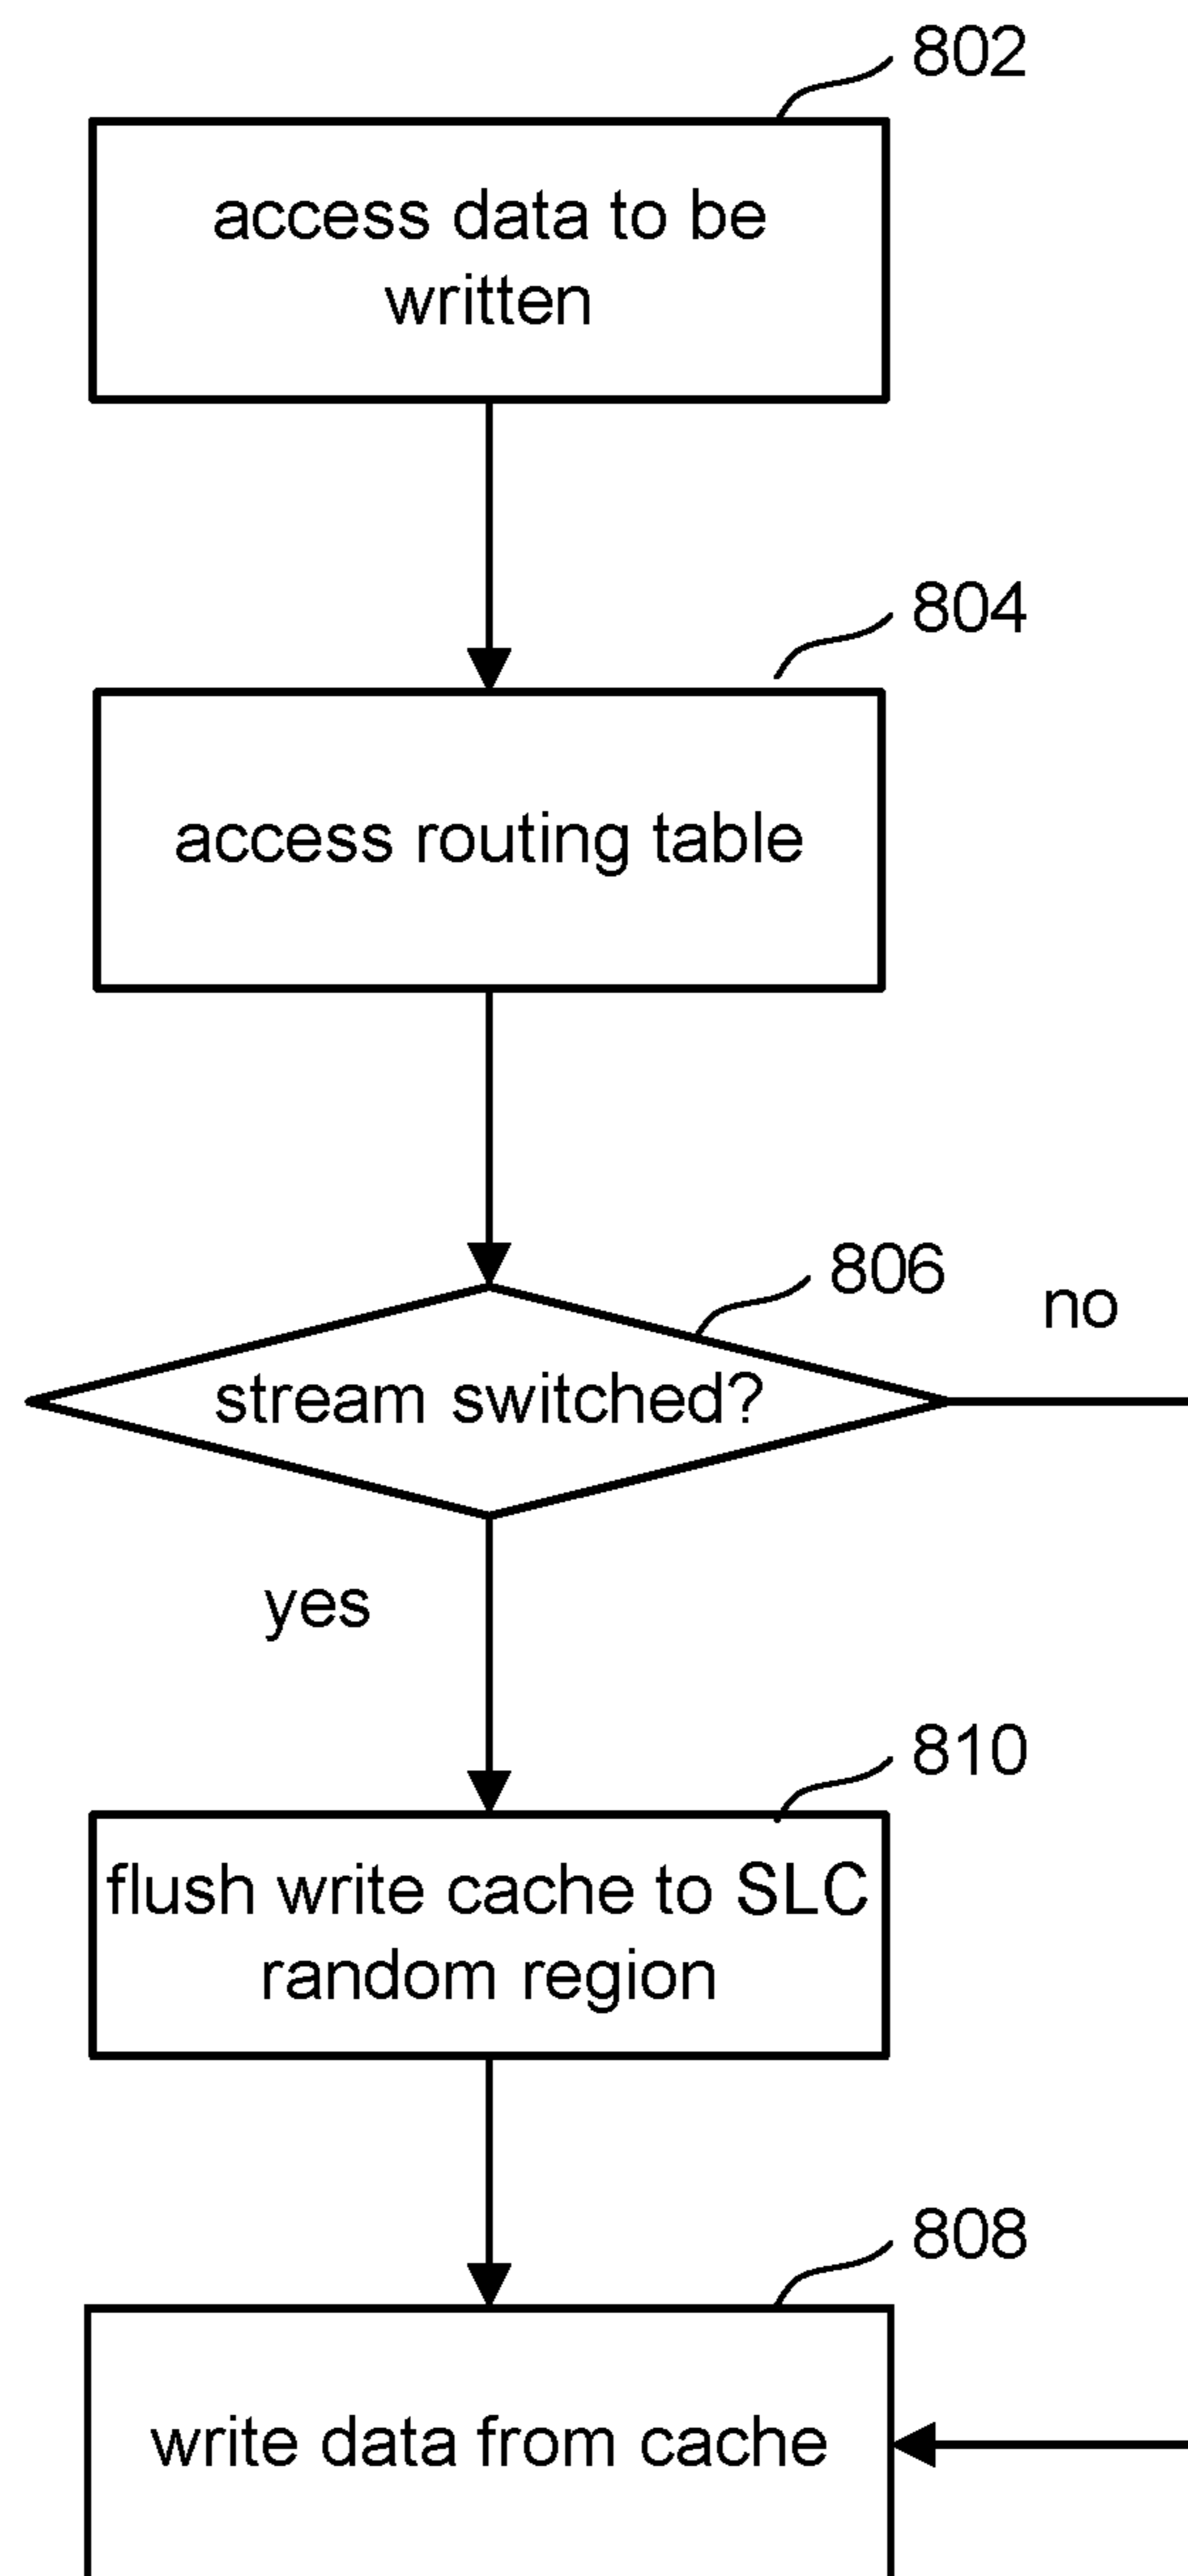 802
access data to be
written
804
access routing table
806
no
stream switched?
yes
810
flush write cache to SLC
random region
808
write data from cache